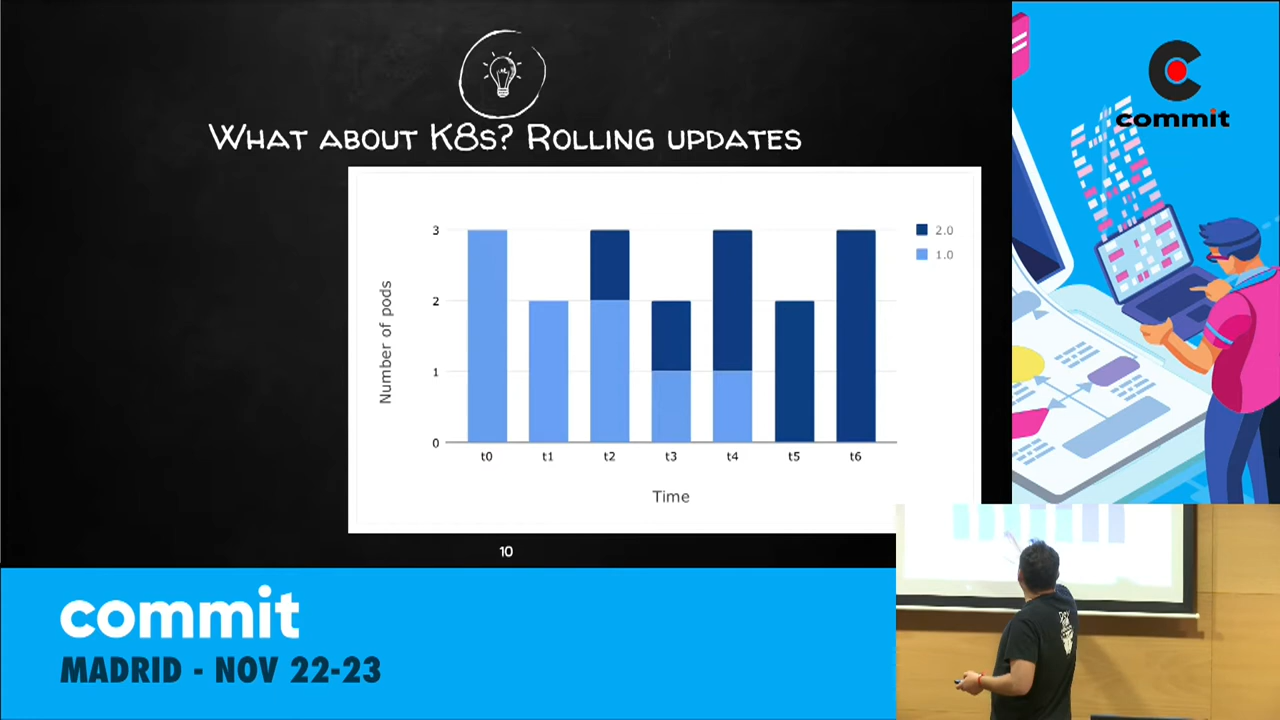 WHAT ABOUT K8S? ROLLING UPDATES
Number of pods
3
2
1
0
t0 t1 t2 t3 t4 t5 t6
Time
2.0
1.0
10
commit
commit
MADRID - NOV 22-23